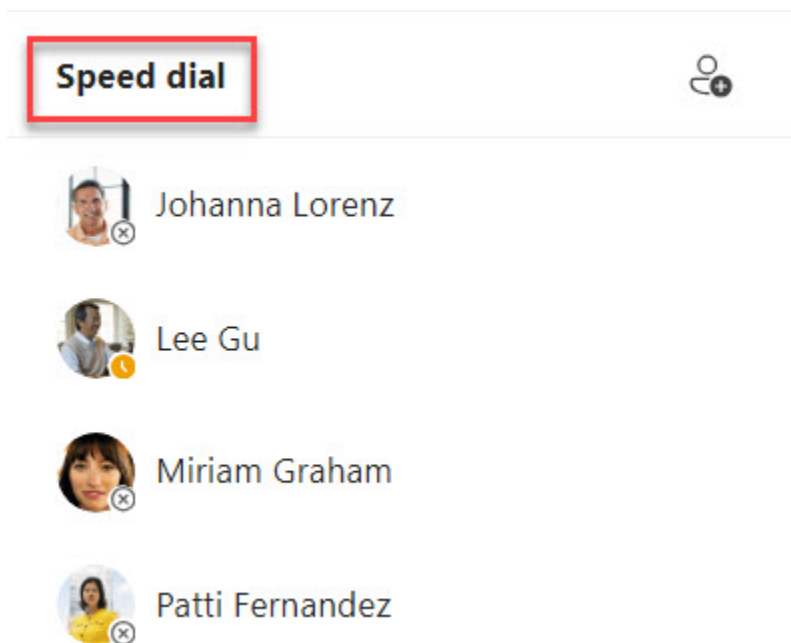 Speed dial
Johanna Lorenz
Lee Gu
Miriam Graham
Patti Fernandez